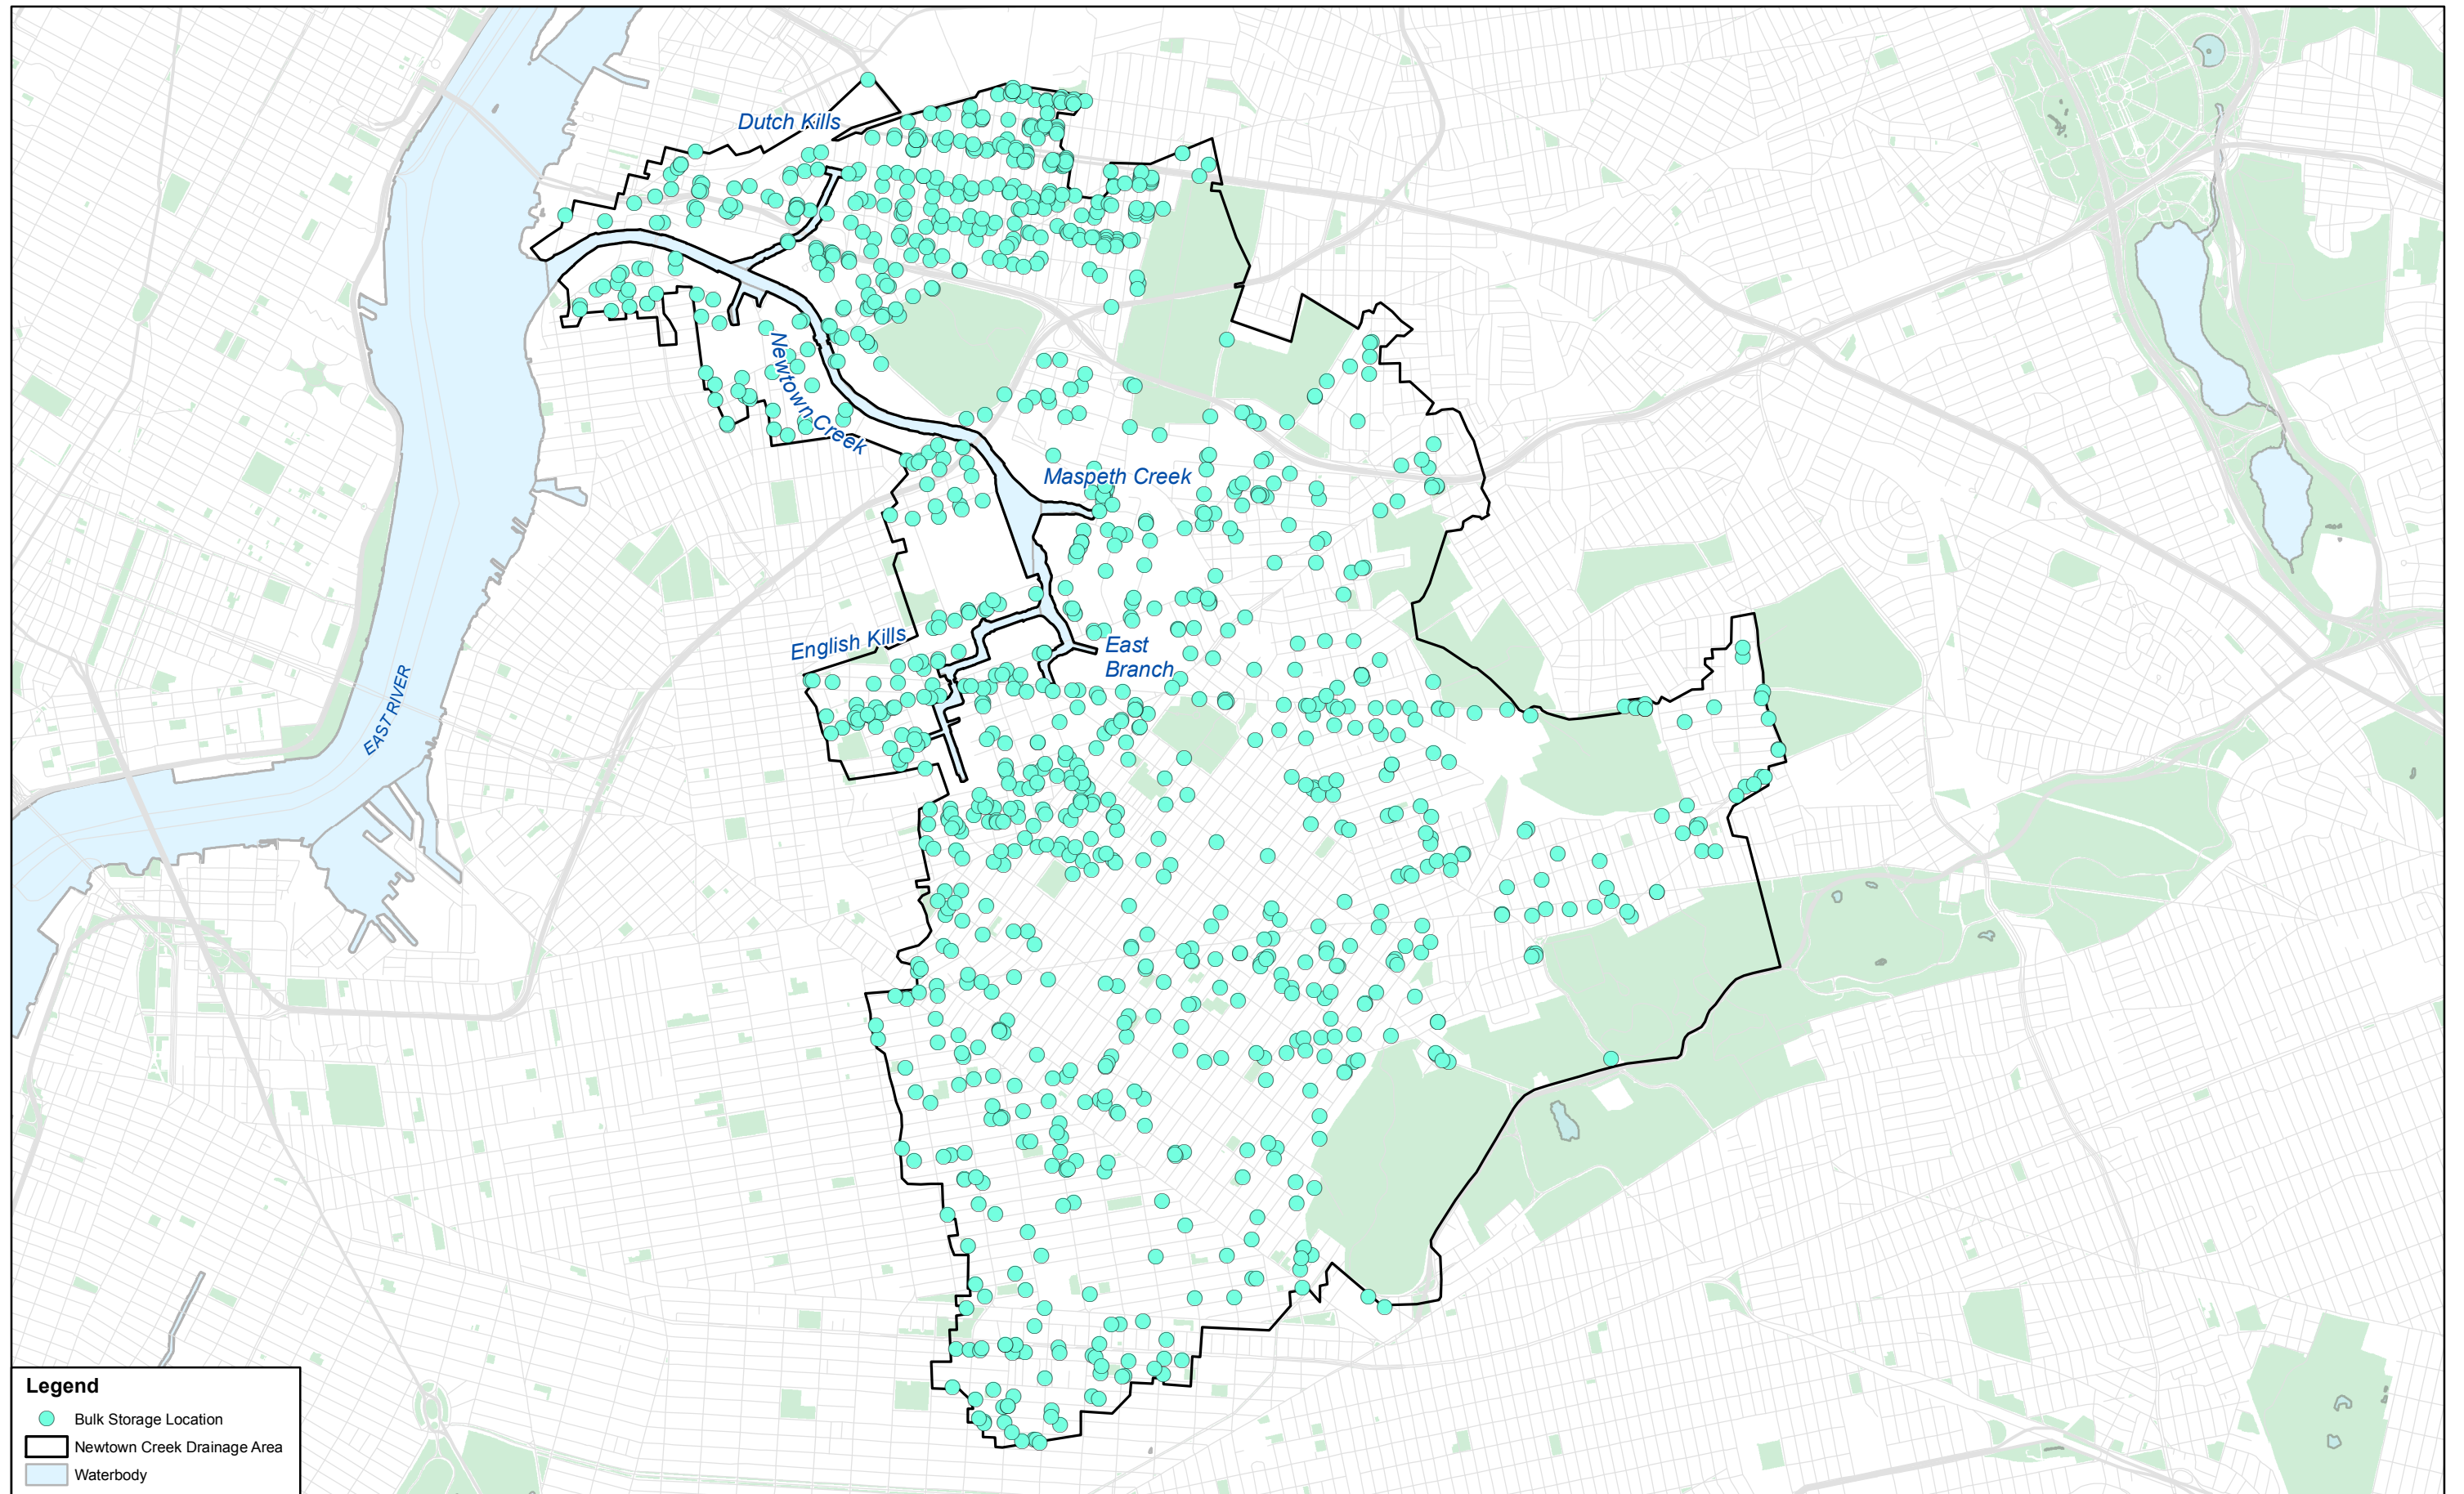 Dutch Kills
Newtown Creek
Maspeth Creek
English Kills
East
Branch
EAST RIVER
Legend
Bulk Storage Location
Newtown Creek Drainage Area
Waterbody